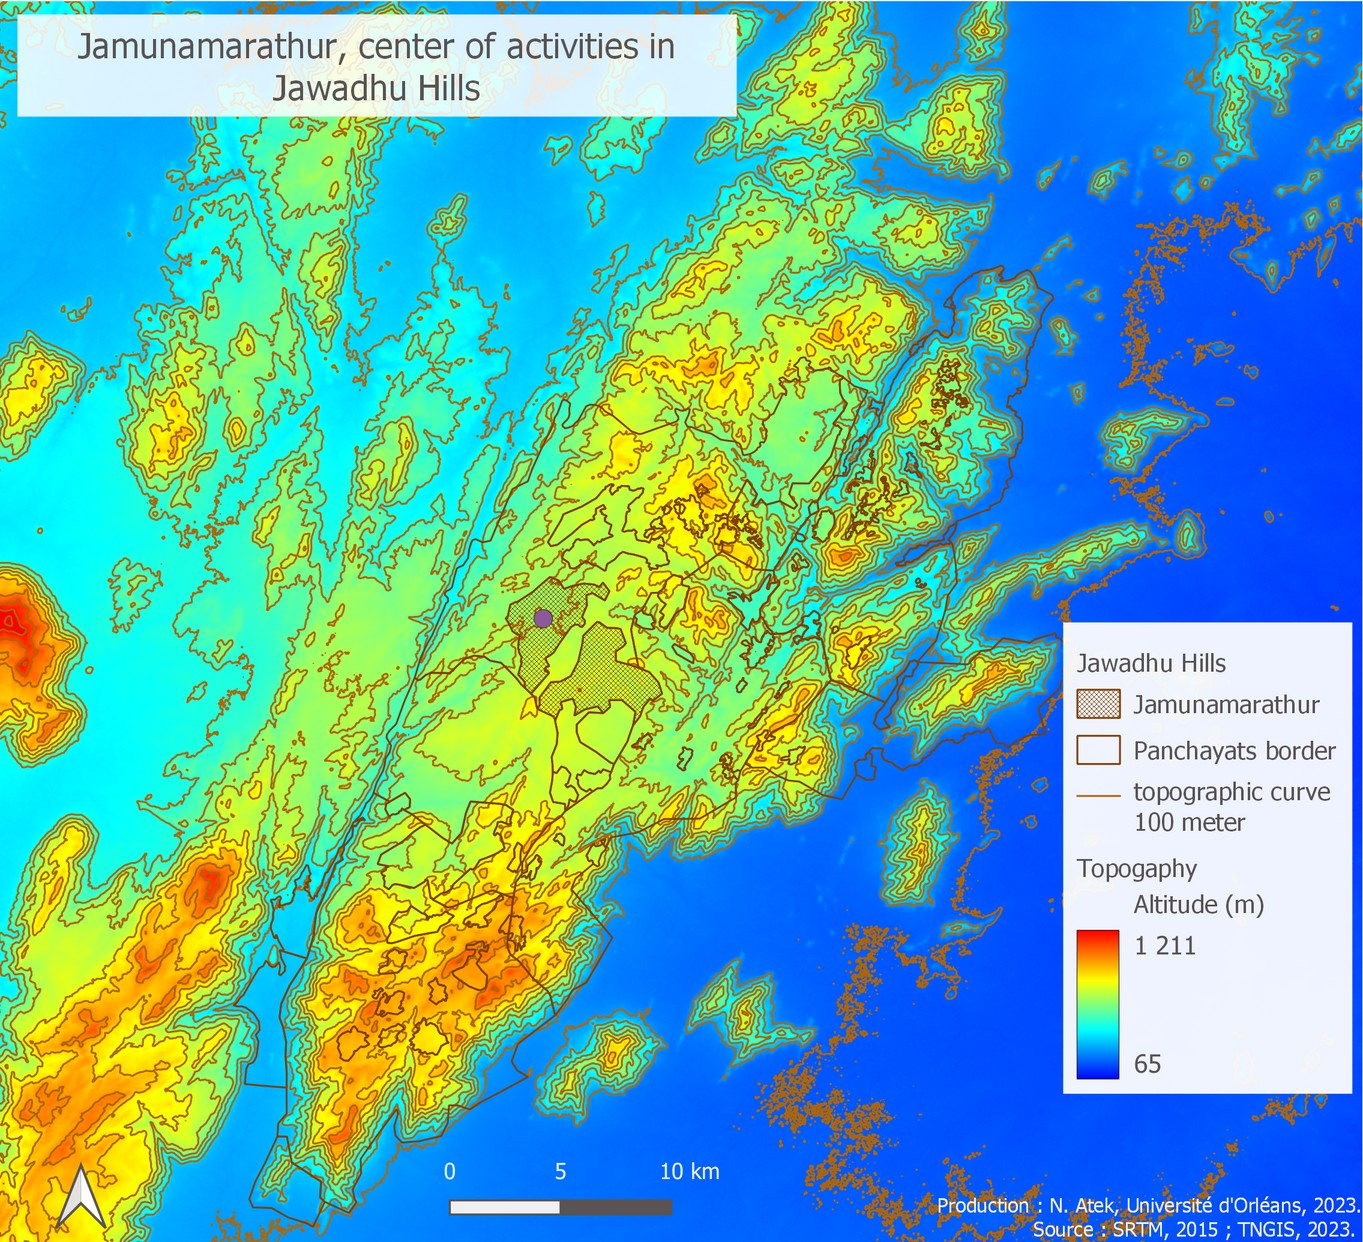 Jamunamarathur, center of activities in
Jawadhu Hills
Jawadhu Hills
Jamunamarathur
Panchayats border
topographic curve
100 meter
Topogaphy
Altitude (m)
1 211
65
0 5 10 km
Production : N. Atek, Université d'Orléans, 2023.
Source : SRTM, 2015 ; TNGIS, 2023.